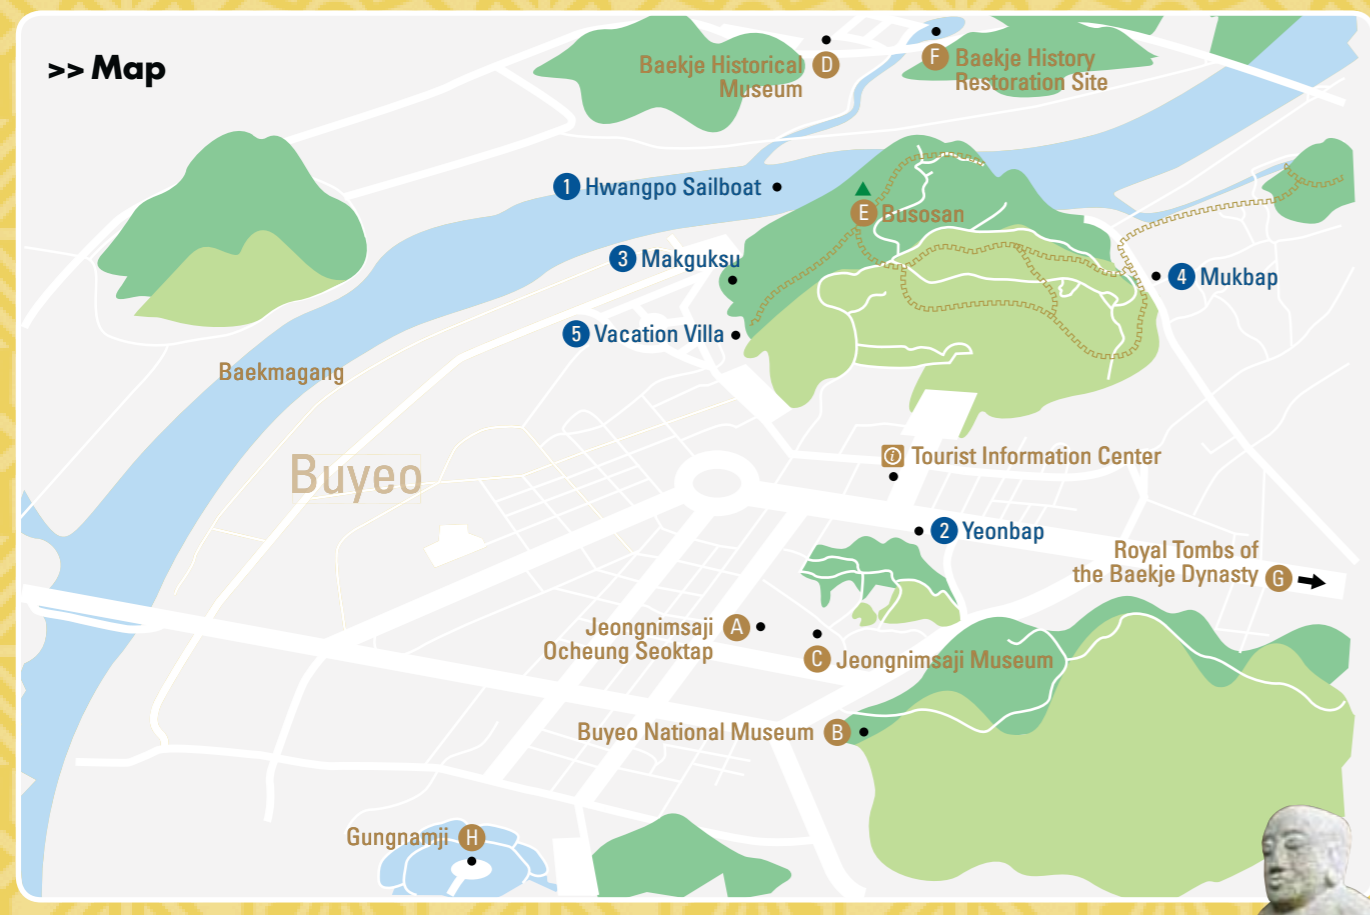 >> Map
Baekje Historical
Museum
D
F
Baekje History
Restoration Site
1 Hwangpo Sailboat
E Busosan
3 Makguksu
4 Mukbap
5 Vacation Villa
Baekmagang
Buyeo
i Tourist Information Center
2 Yeonbap
Royal Tombs of
the Baekje Dynasty G
Jeongnimsaji
Ocheung Seoktap
A
C Jeongnimsaji Museum
Buyeo National Museum B
Gungnamji H